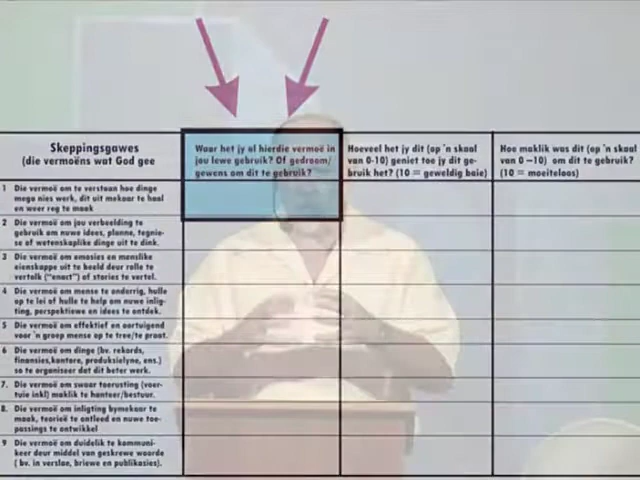 Skeppingsgawes
(die vermoëns wat God gee
Waar het jy al hierdie vermoë in
jou lewe gebruik? Of gedroom/
gewens om dit te gebruik?
Hoeveel het jy dit (op 'n skaal
van 0-10) geniet toe jy dit ge-
bruik het? (10 = geweldig baie)
Hoe maklik was dit (op 'n skaal
van 0 –10) om dit te gebruik?
(10 = moeiteloos)
1 Die vermoë om te verstaan hoe dinge
mega nies werk, dit uit mekaar te haal
en weer reg te maak
2 Die vermoë om jou verbeelding te
gebruik om nuwe idees, planne, tegnie-
se of wetenskaplike dinge uit te dink.
3 Die vermoë om emosies en menslike
eienskappe uit te beeld deur rolle te
vertolk ("enact") of stories te vertel.
4 Die vermoë om mense te onderrig, hulle
op te lei of hulle te help om nuwe inlig-
ting, perspektiewe en idees te ontdek.
5 Die vermoë om effektief en oortuigend
voor 'n groep mense op te tree/te praat.
6 Die vermoë om dinge (bv. rekords,
finansies,kantore, produksielyne, ens.)
so te organiseer dat dit beter werk.
7. Die vermoë om swaar toerusting (voer-
tuie inkl) maklik te hanteer/bestuur.
8. Die vermoë om inligting bymekaar te
maak, teorieë te ontleed en nuwe toe-
passings te ontwikkel
9 Die vermoë om duidelik te kommuni-
keer deur middel van geskrewe woorde
( bv. in verslae, briewe en publikasies).